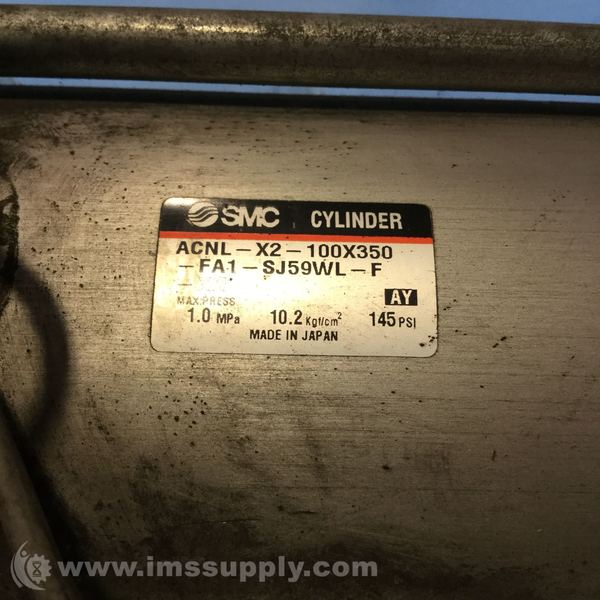 SMC CYLINDER
ACNL-X2-100X350
-FA1-SJ59WL-F
-
AY
MAX.PRESS
1.0 MPa 10.2 Kgf/cm² 145 PSI
MADE IN JAPAN
www.imssupply.com